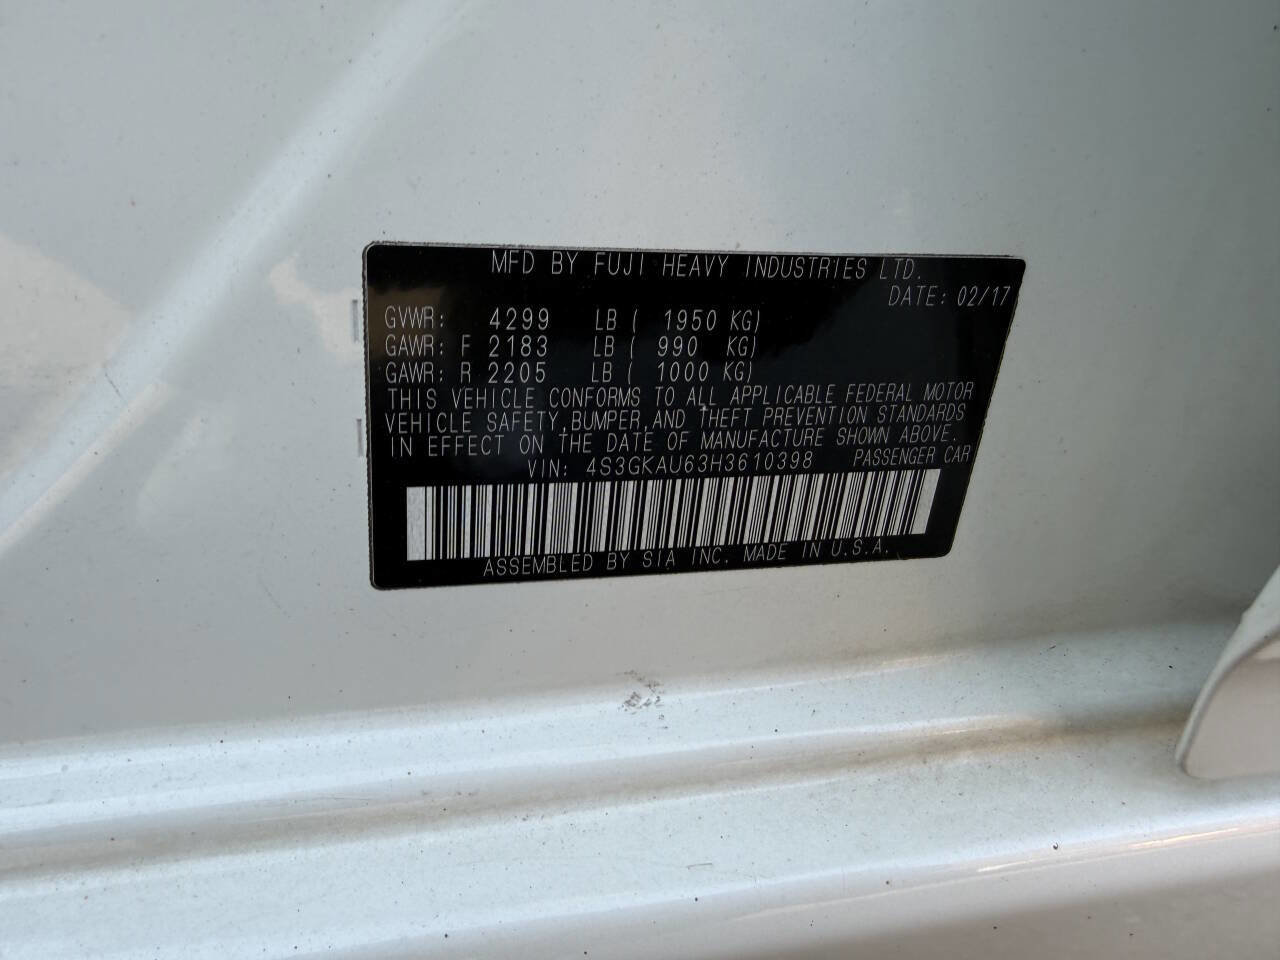 MFD BY FUJI HEAVY INDUSTRIES LTD.
DATE: 02/17
GVWR: 4299 LB ( 1950 KG)
GAWR: F 2183 LB ( 990 KG)
GAWR: R 2205 LB ( 1000 KG)
THIS VEHICLE CONFORMS TO ALL APPLICABLE FEDERAL MOTOR
VEHICLE SAFETY, BUMPER, AND THEFT PREVENTION STANDARDS
IN EFFECT ON THE DATE OF MANUFACTURE SHOWN ABOVE.
VIN: 4S3GKAU63H3610398 PASSENGER CAR
ASSEMBLED BY SIA INC. MADE IN U.S.A.